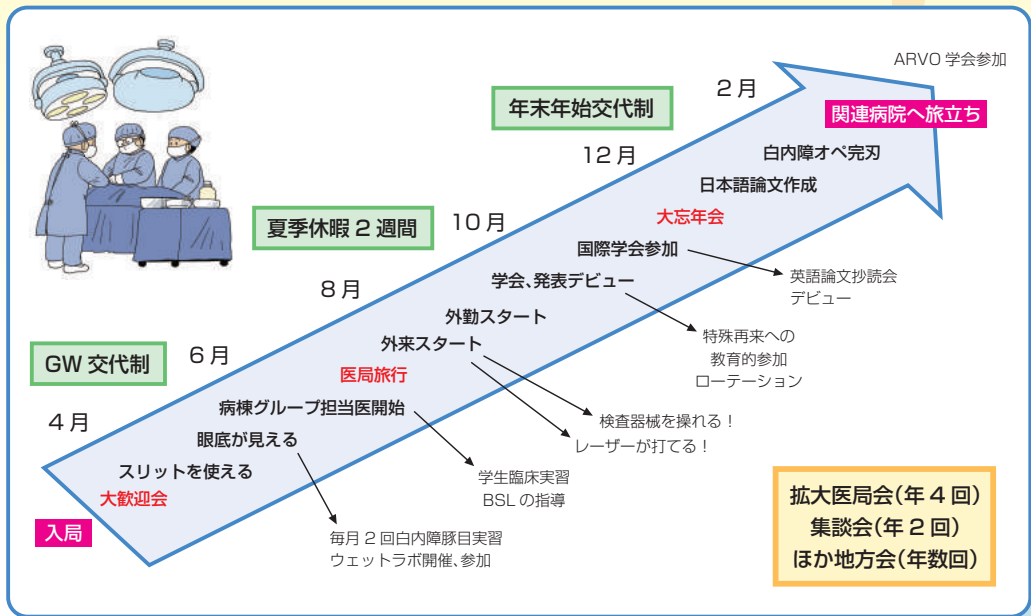 ARVO 学会参加
関連病院へ旅立ち
2 月
年末年始交代制
白内障オペ完刃
12 月
日本語論文作成
大忘年会
10 月
夏季休暇 2 週間
国際学会参加
英語論文抄読会
デビュー
学会、発表デビュー
8 月
特殊再来への
教育的参加
ローテーション
外勤スタート
外来スタート
6 月
GW 交代制
医局旅行
検査器械を操れる！
レーザーが打てる！
病棟グループ担当医開始
4 月
眼底が見える
学生臨床実習
BSL の指導
スリットを使える
大歓迎会
入局
毎月 2 回白内障豚目実習
ウェットラボ開催、参加
拡大医局会(年 4 回)
集談会(年 2 回)
ほか地方会(年数回)